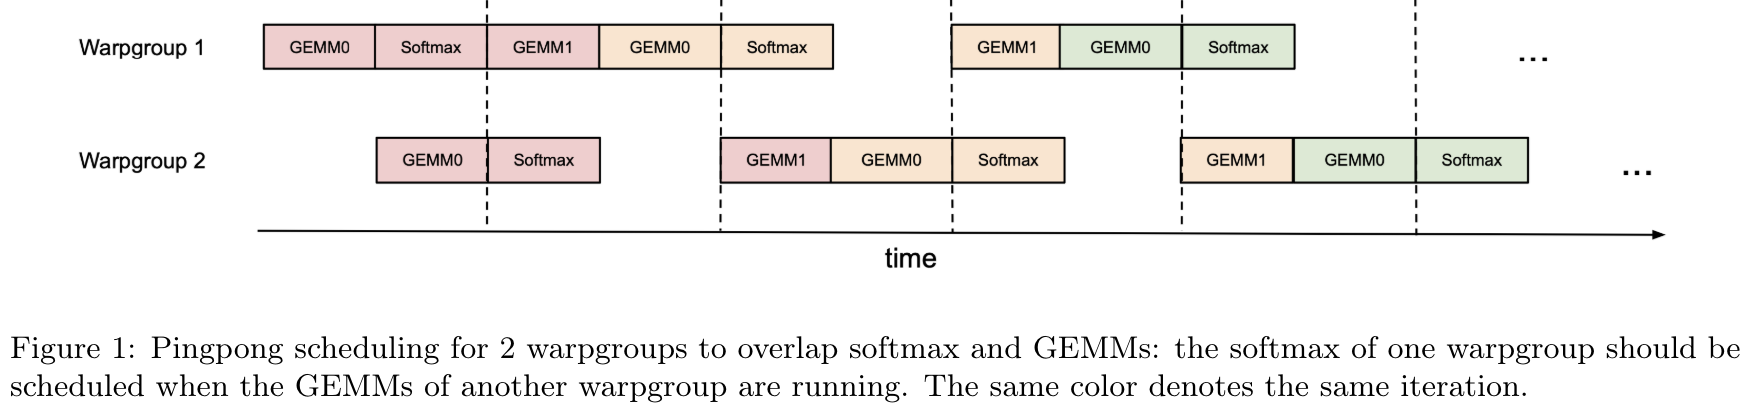 Warpgroup 1 GEMM0 Softmax GEMM1 GEMM0 Softmax GEMM1 GEMM0 Softmax ...
Warpgroup 2 GEMM0 Softmax GEMM1 GEMM0 Softmax GEMM1 GEMM0 Softmax ...
time
Figure 1: Pingpong scheduling for 2 warpgroups to overlap softmax and GEMMs: the softmax of one warpgroup should be
scheduled when the GEMMs of another warpgroup are running. The same color denotes the same iteration.